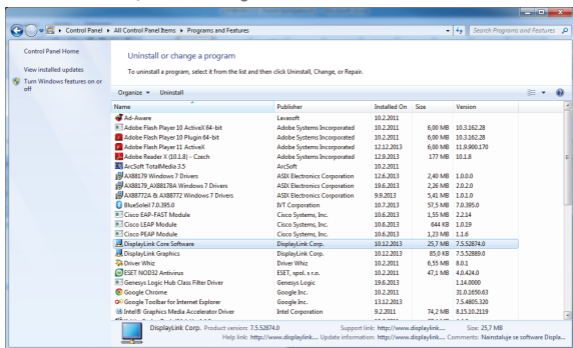 Control Panel ▸ All Control Panel Items ▸ Programs and Features
Search Programs and Features
Control Panel Home
View installed updates
Turn Windows features on or off
Uninstall or change a program
To uninstall a program, select it from the list and then click Uninstall, Change, or Repair.
Organize Uninstall
Name Publisher Installed On Size Version
Ad-Aware Lavasoft 10.2.2011
Adobe Flash Player 10 ActiveX 64-bit Adobe Systems Incorporated 10.2.2011 6,00 MB 10.3.162.28
Adobe Flash Player 10 Plugin 64-bit Adobe Systems Incorporated 10.2.2011 6,00 MB 10.3.162.28
Adobe Flash Player 11 ActiveX Adobe Systems Incorporated 12.12.2013 6,00 MB 11.9.900.170
Adobe Reader X (10.1.8) - Czech Adobe Systems Incorporated 12.9.2013 177 MB 10.1.8
ArcSoft TotalMedia 3.5 ArcSoft 10.2.2011
AX88179 Windows 7 Drivers ASIX Electronics Corporation 12.6.2013 2,40 MB 1.0.0.0
AX88179_AX88178A Windows 7 Drivers ASIX Electronics Corporation 19.6.2013 2,26 MB 2.0.2.0
AX88772A & AX88772 Windows 7 Drivers ASIX Electronics Corporation 9.9.2013 5,41 MB 1.0.1.0
BlueSoleil 7.0.395.0 IVT Corporation 10.7.2013 57,5 MB 7.0.395.0
Cisco EAP-FAST Module Cisco Systems, Inc. 10.6.2013 1,55 MB 2.2.14
Cisco LEAP Module Cisco Systems, Inc. 10.6.2013 644 KB 1.0.19
Cisco PEAP Module Cisco Systems, Inc. 10.6.2013 1,23 MB 1.1.6
DisplayLink Core Software DisplayLink Corp. 10.12.2013 25,7 MB 7.5.52874.0
DisplayLink Graphics DisplayLink Corp. 10.12.2013 85,0 KB 7.5.52889.0
Driver Whiz Driver Whiz 10.2.2011 6,55 MB 8.0.1
ESET NOD32 Antivirus ESET, spol. s r.o. 10.2.2011 47,1 MB 4.0.424.0
Genesys Logic Hub Class Filter Driver Genesys Logic 19.6.2013 1.14.0000
Google Chrome Google Inc. 10.2.2011 31.0.1650.63
Google Toolbar for Internet Explorer Google Inc. 13.12.2013 7.5.4805.320
Intel® Graphics Media Accelerator Driver Intel Corporation 9.2.2011 74,2 MB 8.15.10.2119
DisplayLink Corp. Product version: 7.5.52874.0 Support link: http://www.displaylink.... Size: 25,7 MB
Help link: http://www.displaylink.... Update information: http://www.displaylink.... Comments: Nainstaluje se software Displa...